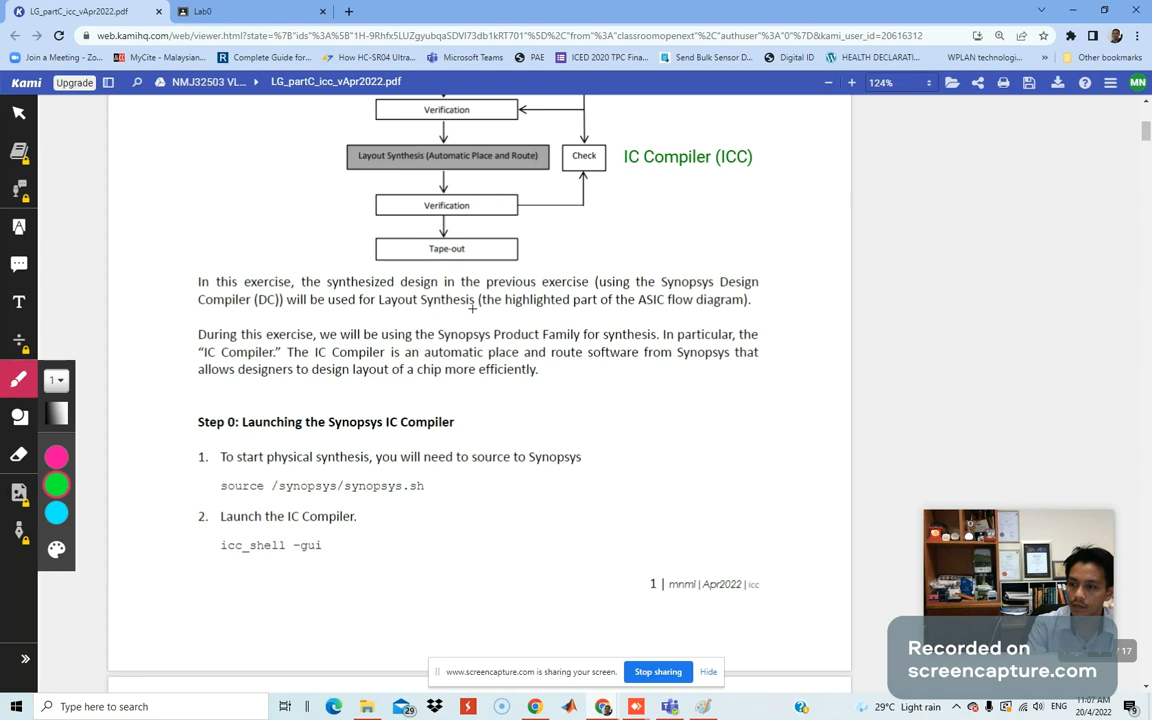 LG_partC_icc_vApr2022.pdf
Lab0
web.kamihq.com/web/viewer.html?state=%7B"ids"%3A%5B"1H-9Rhfx5LUZgyubqaSDVI73db1kRT701"%5D%2C"from"%3A"classroomopenext"%2C"authuser"%3A"0"%7D&kami_user_id=20616312
Join a Meeting - Zo...
MyCite - Malaysian...
Complete Guide for...
How HC-SR04 Ultras...
Microsoft Teams
PAE
ICED 2020 TPC Fina...
Send Bulk Sensor D...
Digital ID
HEALTH DECLARATI...
WPLAN technologi...
Other bookmarks
Kami
Upgrade
NMJ32503 VL...
LG_partC_icc_vApr2022.pdf
124%
MN
Verification
Layout Synthesis (Automatic Place and Route)
Check
IC Compiler (ICC)
Verification
Tape-out
In this exercise, the synthesized design in the previous exercise (using the Synopsys Design
Compiler (DC)) will be used for Layout Synthesis (the highlighted part of the ASIC flow diagram).
During this exercise, we will be using the Synopsys Product Family for synthesis. In particular, the
"IC Compiler." The IC Compiler is an automatic place and route software from Synopsys that
allows designers to design layout of a chip more efficiently.
Step 0: Launching the Synopsys IC Compiler
1. To start physical synthesis, you will need to source to Synopsys
source /synopsys/synopsys.sh
2. Launch the IC Compiler.
icc_shell -gui
1 | mnmi | Apr2022 | icc
1
Recorded on
screencapture.com
/ 17
www.screencapture.com is sharing your screen.
Stop sharing
Hide
Type here to search
29
29°C Light rain
ENG
11:07 AM
20/4/2022
9